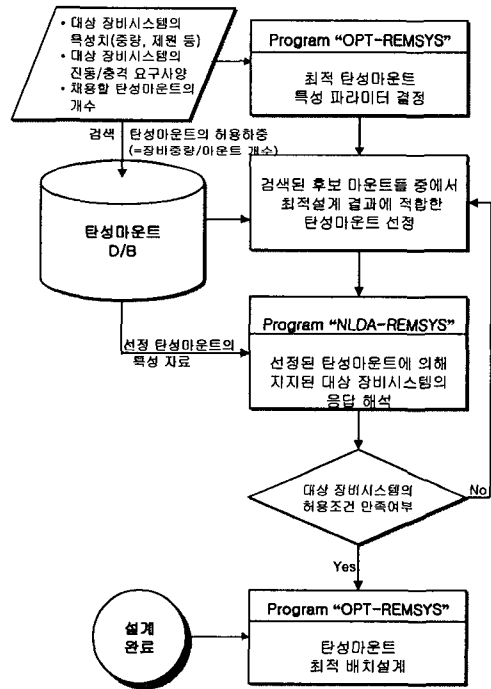 • 대상 장비시스템의
특성치(중량, 제원 등)
• 대상 장비시스템의
진동/충격 요구사양
• 채용할 탄성마운트의
개수
Program "OPT-REMSYS"
최적 탄성마운트
특성 파라미터 결정
검색 탄성마운트의 허용하중
(=장비중량/마운트 개수)
탄성마운트
D/B
검색된 후보 마운트들 중에서
최적설계 결과에 적합한
탄성마운트 선정
선정 탄성마운트의
특성 자료
Program "NLDA-REMSYS"
선정된 탄성마운트에 의해
지지된 대상 장비시스템의
응답 해석
대상 장비시스템의
허용조건 만족여부
No
Yes
Program "OPT-REMSYS"
탄성마운트
최적 배치설계
설계
완료